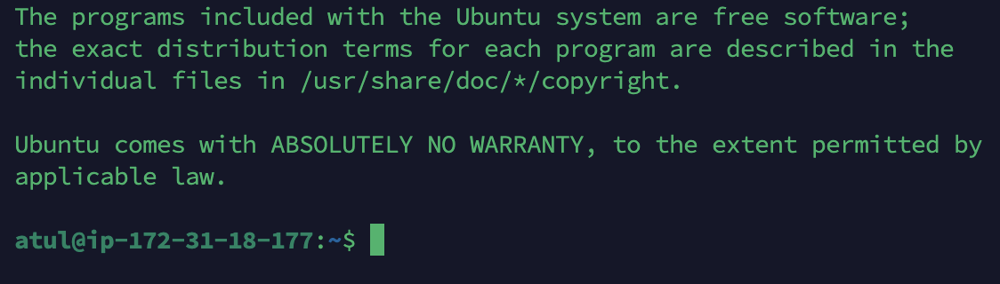 The programs included with the Ubuntu system are free software;
the exact distribution terms for each program are described in the
individual files in /usr/share/doc/*/copyright.
Ubuntu comes with ABSOLUTELY NO WARRANTY, to the extent permitted by
applicable law.
atul@ip-172-31-18-177:~$